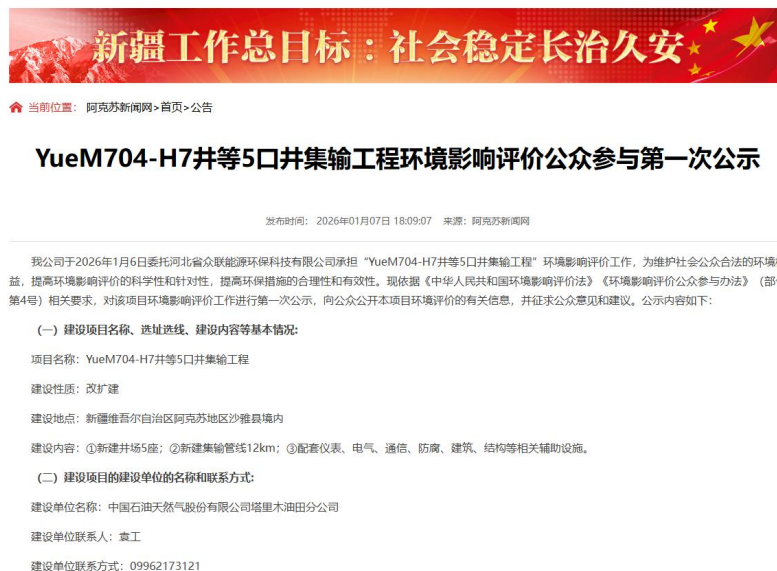 新疆工作总目标：社会稳定长治久安
当前位置： 阿克苏新闻网>首页>公告
YueM704-H7井等5口井集输工程环境影响评价公众参与第一次公示
发布时间： 2026年01月07日 18:09:07 来源：阿克苏新闻网
我公司于2026年1月6日委托河北省众联能源环保科技有限公司承担“YueM704-H7井等5口井集输工程”环境影响评价工作，为维护社会公众合法的环境
益，提高环境影响评价的科学性和针对性，提高环保措施的合理性和有效性。现依据《中华人民共和国环境影响评价法》《环境影响评价公众参与办法》（部
第4号）相关要求，对该项目环境影响评价工作进行第一次公示，向公众公开本项目环境评价的有关信息，并征求公众意见和建议。公示内容如下：
（一）建设项目名称、选址选线、建设内容等基本情况:
项目名称：YueM704-H7井等5口井集输工程
建设性质：改扩建
建设地点：新疆维吾尔自治区阿克苏地区沙雅县境内
建设内容：①新建井场5座；②新建集输管线12km；③配套仪表、电气、通信、防腐、建筑、结构等相关辅助设施。
（二）建设项目的建设单位的名称和联系方式:
建设单位名称：中国石油天然气股份有限公司塔里木油田分公司
建设单位联系人：袁工
建设单位联系方式：09962173121